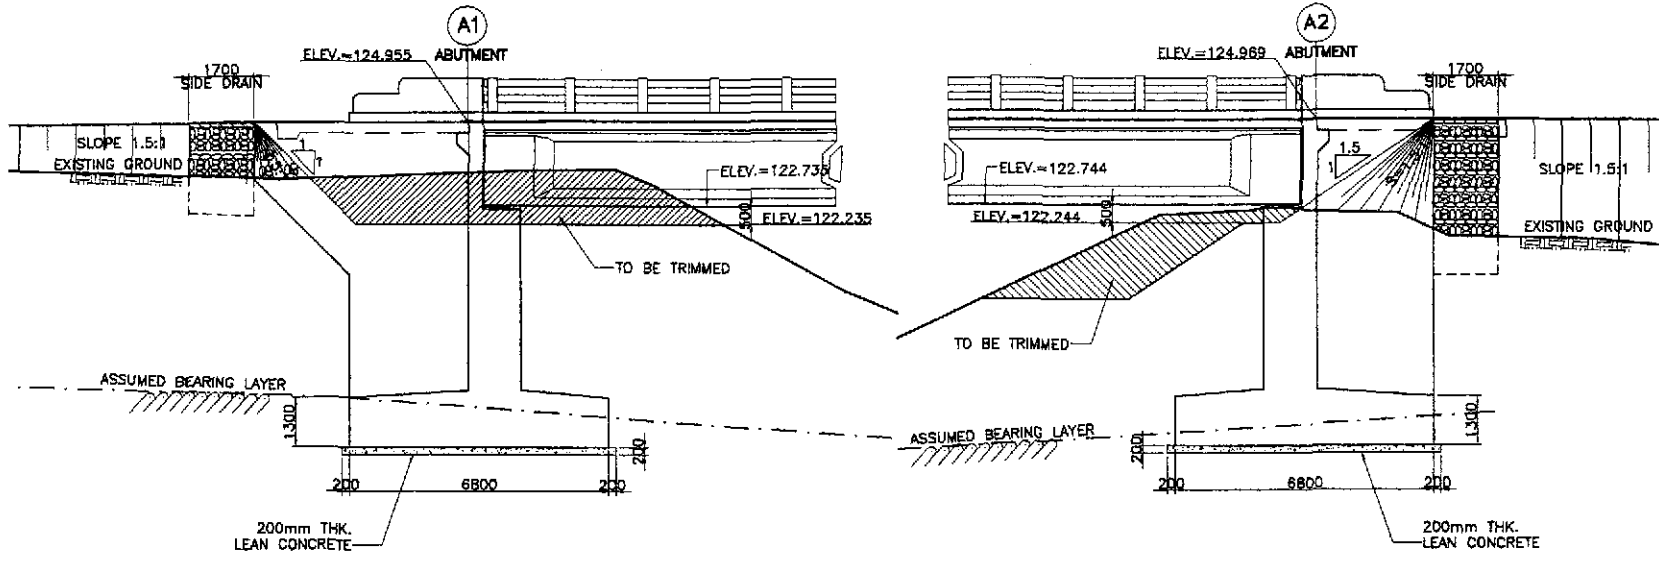 A1
ELEV.=124.955
ABUTMENT
1700
SIDE DRAIN
SLOPE 1.5:1
EXISTING GROUND
1
ELEV.=122.735
500
ELEV.=122.235
TO BE TRIMMED
ASSUMED BEARING LAYER
1300
200
200
6800
200
200mm THK.
LEAN CONCRETE
A2
ELEV.=124.969
ABUTMENT
1700
SIDE DRAIN
1.5
1
ELEV.=122.744
SLOPE 1.5:1
ELEV.=122.244
500
EXISTING GROUND
TO BE TRIMMED
ASSUMED BEARING LAYER
1300
200
200
6800
200
200mm THK.
LEAN CONCRETE